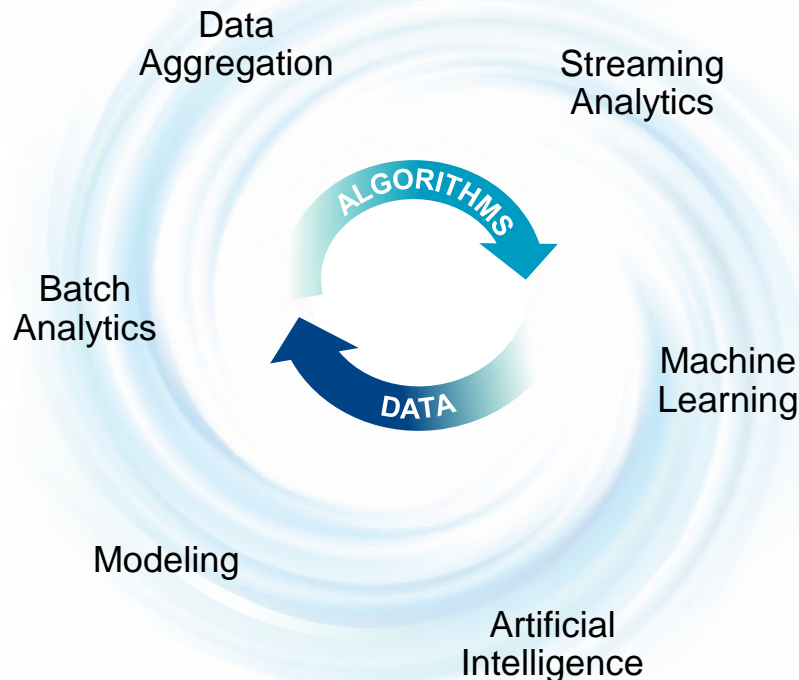 Data
Aggregation
Streaming
Analytics
ALGORITHMS
Batch
Analytics
Machine
Learning
DATA
Modeling
Artificial
Intelligence